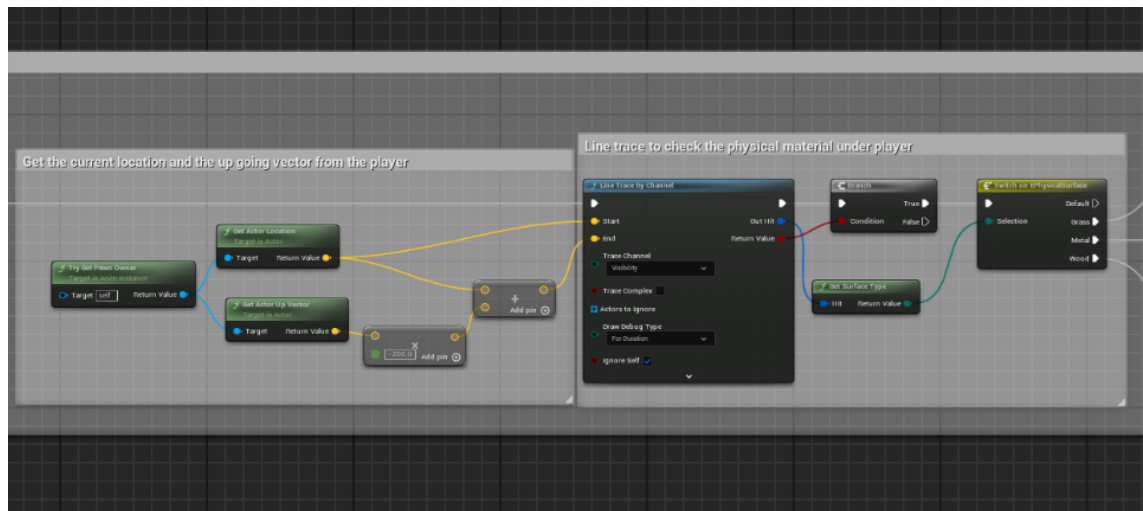 Get the current location and the up going vector from the player
Try Get Pawn Owner
Target is Anim Instance
Target self Return Value
Get Actor Location
Target is Actor
Target Return Value
Get Actor Up Vector
Target is Actor
Target Return Value
-200,0
Add pin
Add pin
Line trace to check the physical material under player
Line Trace By Channel
Start Out Hit
End Return Value
Trace Channel
Visibility
Trace Complex
Actors to Ignore
Draw Debug Type
For Duration
Ignore Self
Branch
True
Condition False
Get Surface Type
Hit Return Value
Switch on EPhysicalSurface
Default
Selection Grass
Metal
Wood